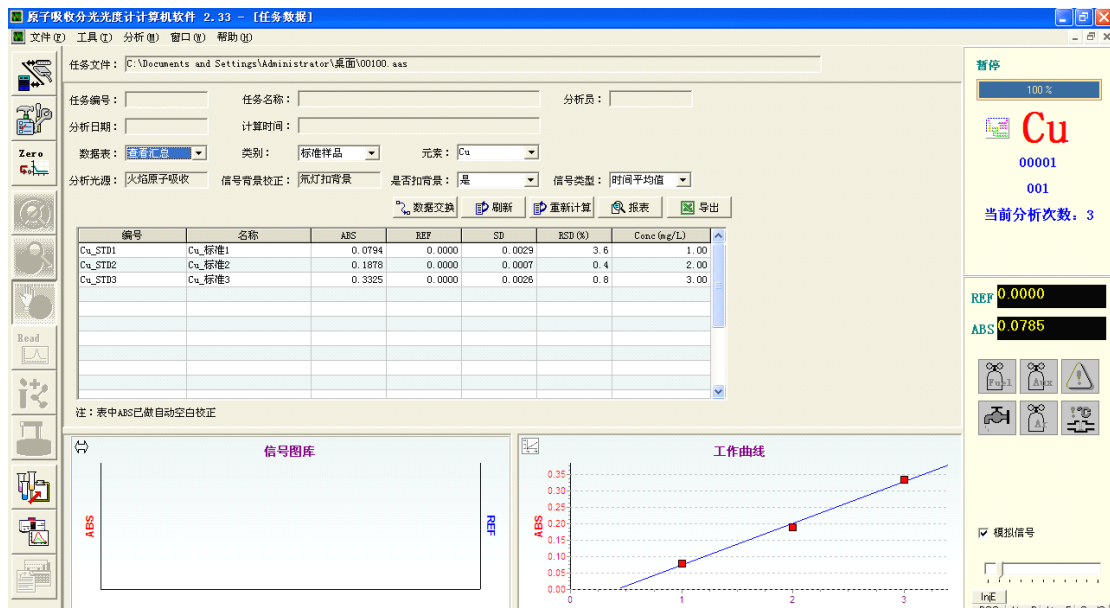 原子吸收分光光度计计算机软件 2.33 - [任务数据]
文件(F) 工具(T) 分析(M) 窗口(W) 帮助(H)
任务文件: C:\Documents and Settings\Administrator\桌面\00100.aas
任务编号: 任务名称: 分析员:
分析日期: 计算时间:
数据表: 查看汇总 类别: 标准样品 元素: Cu
分析光源: 火焰原子吸收 信号背景校正: 氘灯扣背景 是否扣背景: 是 信号类型: 时间平均值
数据交换 刷新 重新计算 报表 导出
编号 名称 ABS REF SD RSD(%) Conc(mg/L)
Cu_STD1 Cu_标准1 0.0794 0.0000 0.0029 3.6 1.00
Cu_STD2 Cu_标准2 0.1878 0.0000 0.0007 0.4 2.00
Cu_STD3 Cu_标准3 0.3325 0.0000 0.0026 0.8 3.00
注:表中ABS已做自动空白校正
信号图库
ABS
REF
工作曲线
ABS
0.35
0.30
0.25
0.20
0.15
0.10
0.05
0.00
0 1 2 3
Zero
Read
暂停
100 %
Cu
00001
001
当前分析次数: 3
REF 0.0000
ABS 0.0785
Fuel Aux
Ar °C
模拟信号
InjE